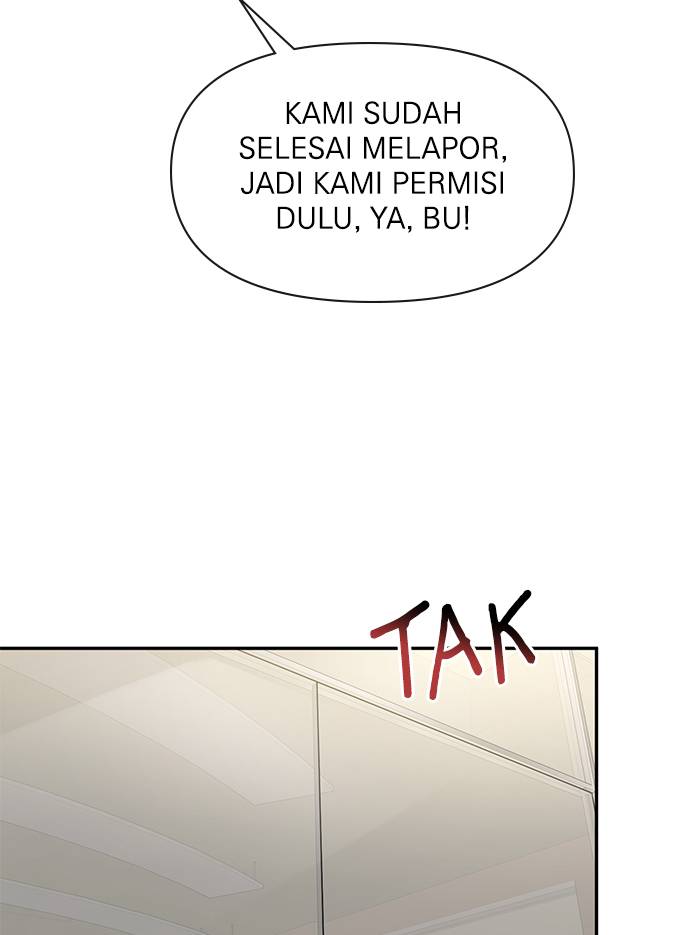 KAMI SUDAH
SELESAI MELAPOR,
JADI KAMI PERMISI
DULU, YA, BU!
TAK